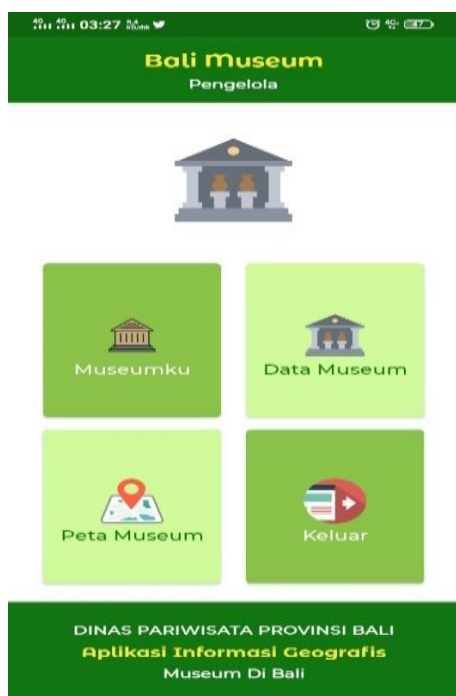 03:27
47
Bali Museum
Pengelola
Museumku
Data Museum
Peta Museum
Keluar
DINAS PARIWISATA PROVINSI BALI
Aplikasi Informasi Geografis
Museum Di Bali